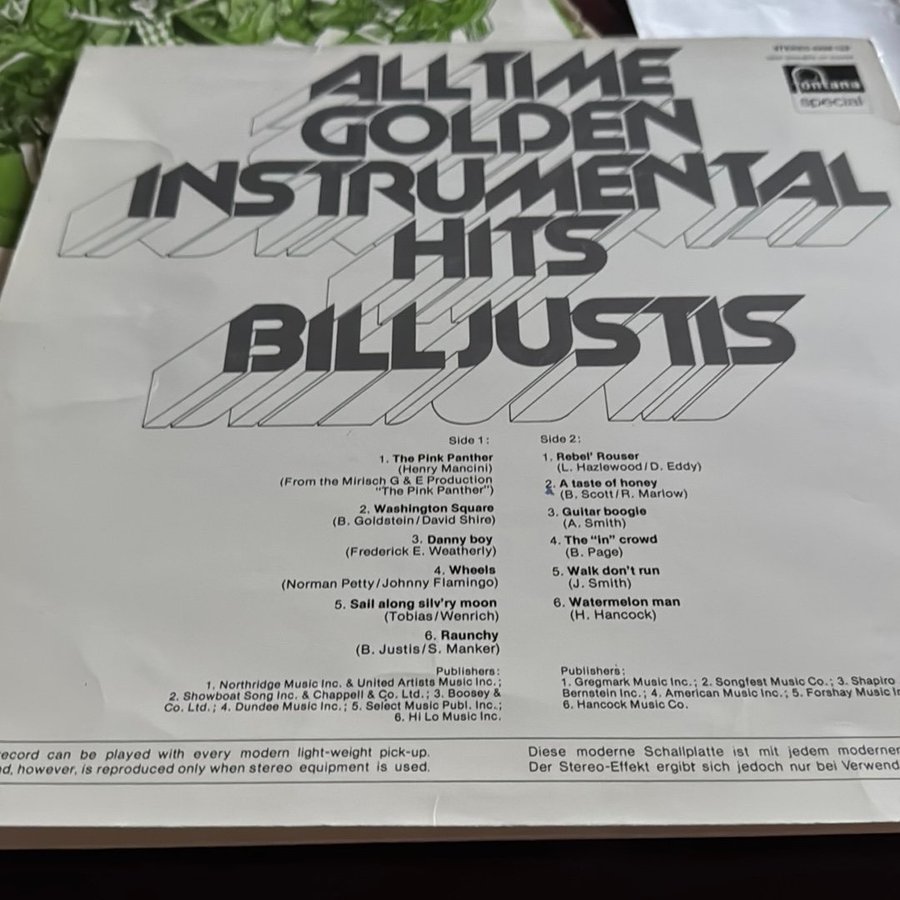 ALL TIME
GOLDEN
INSTRUMENTAL
HITS
BILL JUSTIS
STEREO
fontana
special
Side 1:
1. The Pink Panther
(Henry Mancini)
(From the Mirisch G & E Production
"The Pink Panther")
2. Washington Square
(B. Goldstein/David Shire)
3. Danny boy
(Frederick E. Weatherly)
4. Wheels
(Norman Petty/Johnny Flamingo)
5. Sail along silv'ry moon
(Tobias/Wenrich)
6. Raunchy
(B. Justis/S. Manker)
Publishers:
1. Northridge Music Inc. & United Artists Music Inc.;
2. Showboat Song Inc. & Chappell & Co. Ltd.; 3. Boosey &
Co. Ltd.; 4. Dundee Music Inc.; 5. Select Music Publ. Inc.;
6. Hi Lo Music Inc.
Side 2:
1. Rebel' Rouser
(L. Hazlewood/D. Eddy)
2. A taste of honey
(B. Scott/R. Marlow)
3. Guitar boogie
(A. Smith)
4. The "in" crowd
(B. Page)
5. Walk don't run
(J. Smith)
6. Watermelon man
(H. Hancock)
Publishers:
1. Gregmark Music Inc.; 2. Songfest Music Co.; 3. Shapiro
Bernstein Inc.; 4. American Music Inc.; 5. Forshay Music
6. Hancock Music Co.
record can be played with every modern light-weight pick-up.
however, is reproduced only when stereo equipment is used.
Diese moderne Schallplatte ist mit jedem moderner
Der Stereo-Effekt ergibt sich jedoch nur bei Verwend